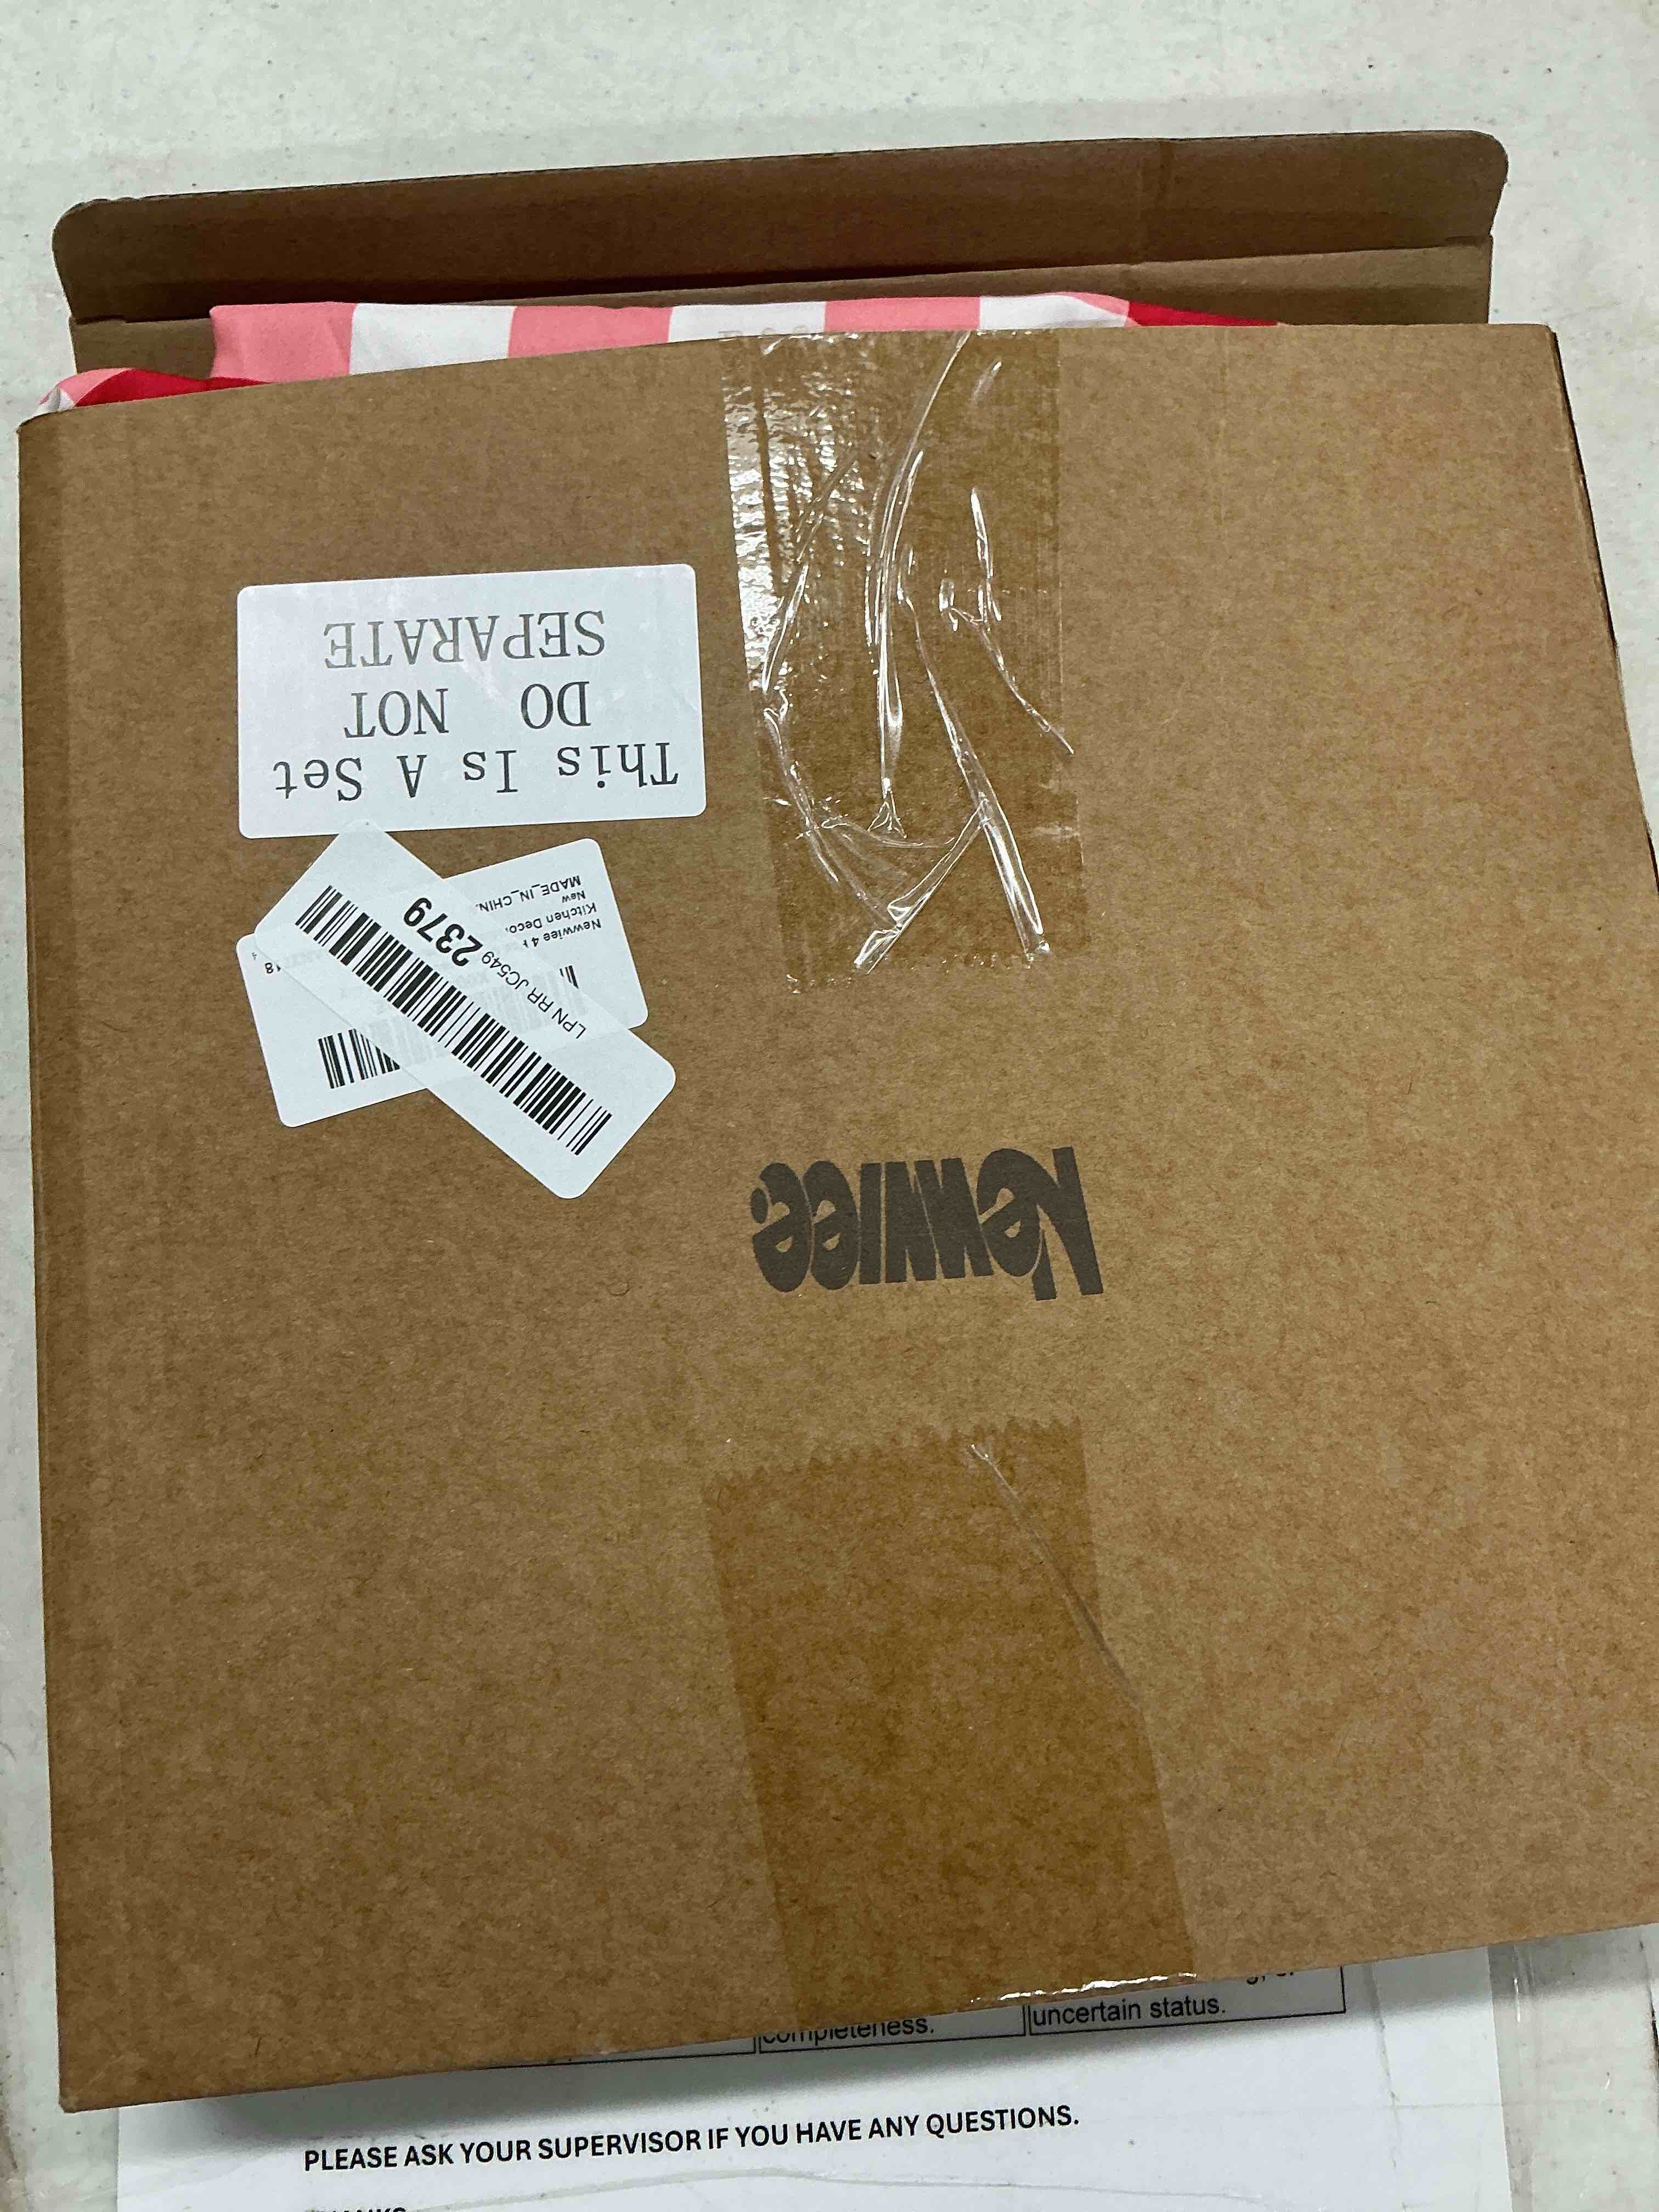 This Is A Set
DO NOT
SEPARATE
LPN RR JC549 2379
Newwiee 4
Kitchen Deco.
New
MADE_IN_CHIN.
18
Newwiee
completeness.
uncertain status.
PLEASE ASK YOUR SUPERVISOR IF YOU HAVE ANY QUESTIONS.